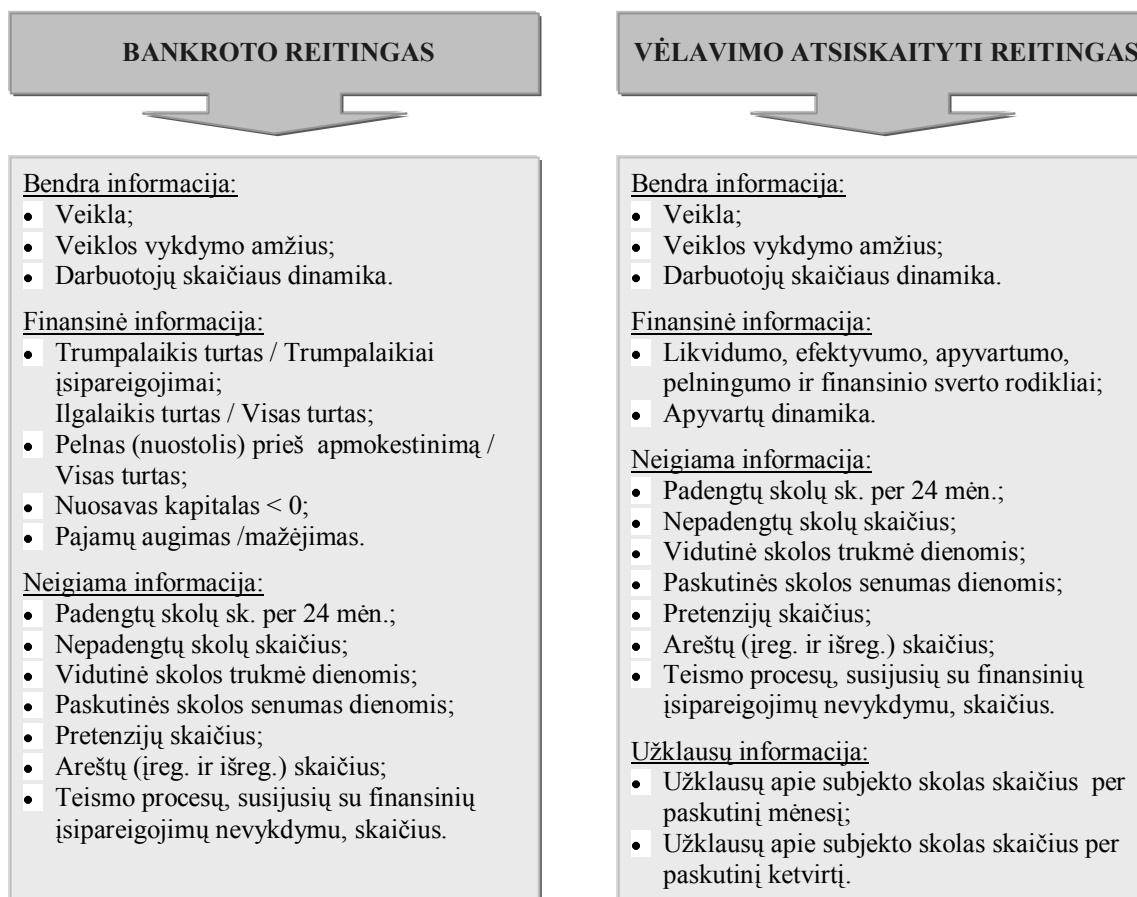 BANKROTO REITINGAS
Bendra informacija:
• Veikla;
• Veiklos vykdymo amžius;
• Darbuotojų skaičiaus dinamika.
Finansinė informacija:
• Trumpalaikis turtas / Trumpalaikiai
įsipareigojimai;
Ilgalaikis turtas / Visas turtas;
• Pelnas (nuostolis) prieš apmokestinimą /
Visas turtas;
• Nuosavas kapitalas < 0;
• Pajamų augimas /mažėjimas.
Neigiama informacija:
• Padengtų skolų sk. per 24 mėn.;
• Nepadengtų skolų skaičius;
• Vidutinė skolos trukmė dienomis;
• Paskutinės skolos senumas dienomis;
• Pretenzijų skaičius;
• Areštų (įreg. ir išreg.) skaičius;
• Teismo procesų, susijusių su finansinių
įsipareigojimų nevykdymu, skaičius.
VĖLAVIMO ATSISKAITYTI REITINGAS
Bendra informacija:
• Veikla;
• Veiklos vykdymo amžius;
• Darbuotojų skaičiaus dinamika.
Finansinė informacija:
• Likvidumo, efektyvumo, apyvartumo,
pelningumo ir finansinio sverto rodikliai;
• Apyvartų dinamika.
Neigiama informacija:
• Padengtų skolų sk. per 24 mėn.;
• Nepadengtų skolų skaičius;
• Vidutinė skolos trukmė dienomis;
• Paskutinės skolos senumas dienomis;
• Pretenzijų skaičius;
• Areštų (įreg. ir išreg.) skaičius;
• Teismo procesų, susijusių su finansinių
įsipareigojimų nevykdymu, skaičius.
Užklausų informacija:
• Užklausų apie subjekto skolas skaičius per
paskutinį mėnesį;
• Užklausų apie subjekto skolas skaičius per
paskutinį ketvirtį.